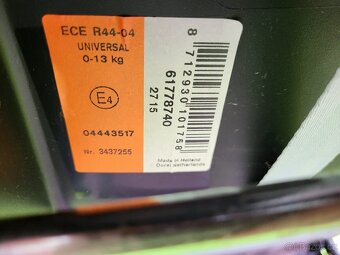 ECE R44-04
UNIVERSAL
0-13 kg
E4
04443517
Nr. 3437255
61778740
2715
8 712930 101758
Made in Holland
Dorel Netherlands